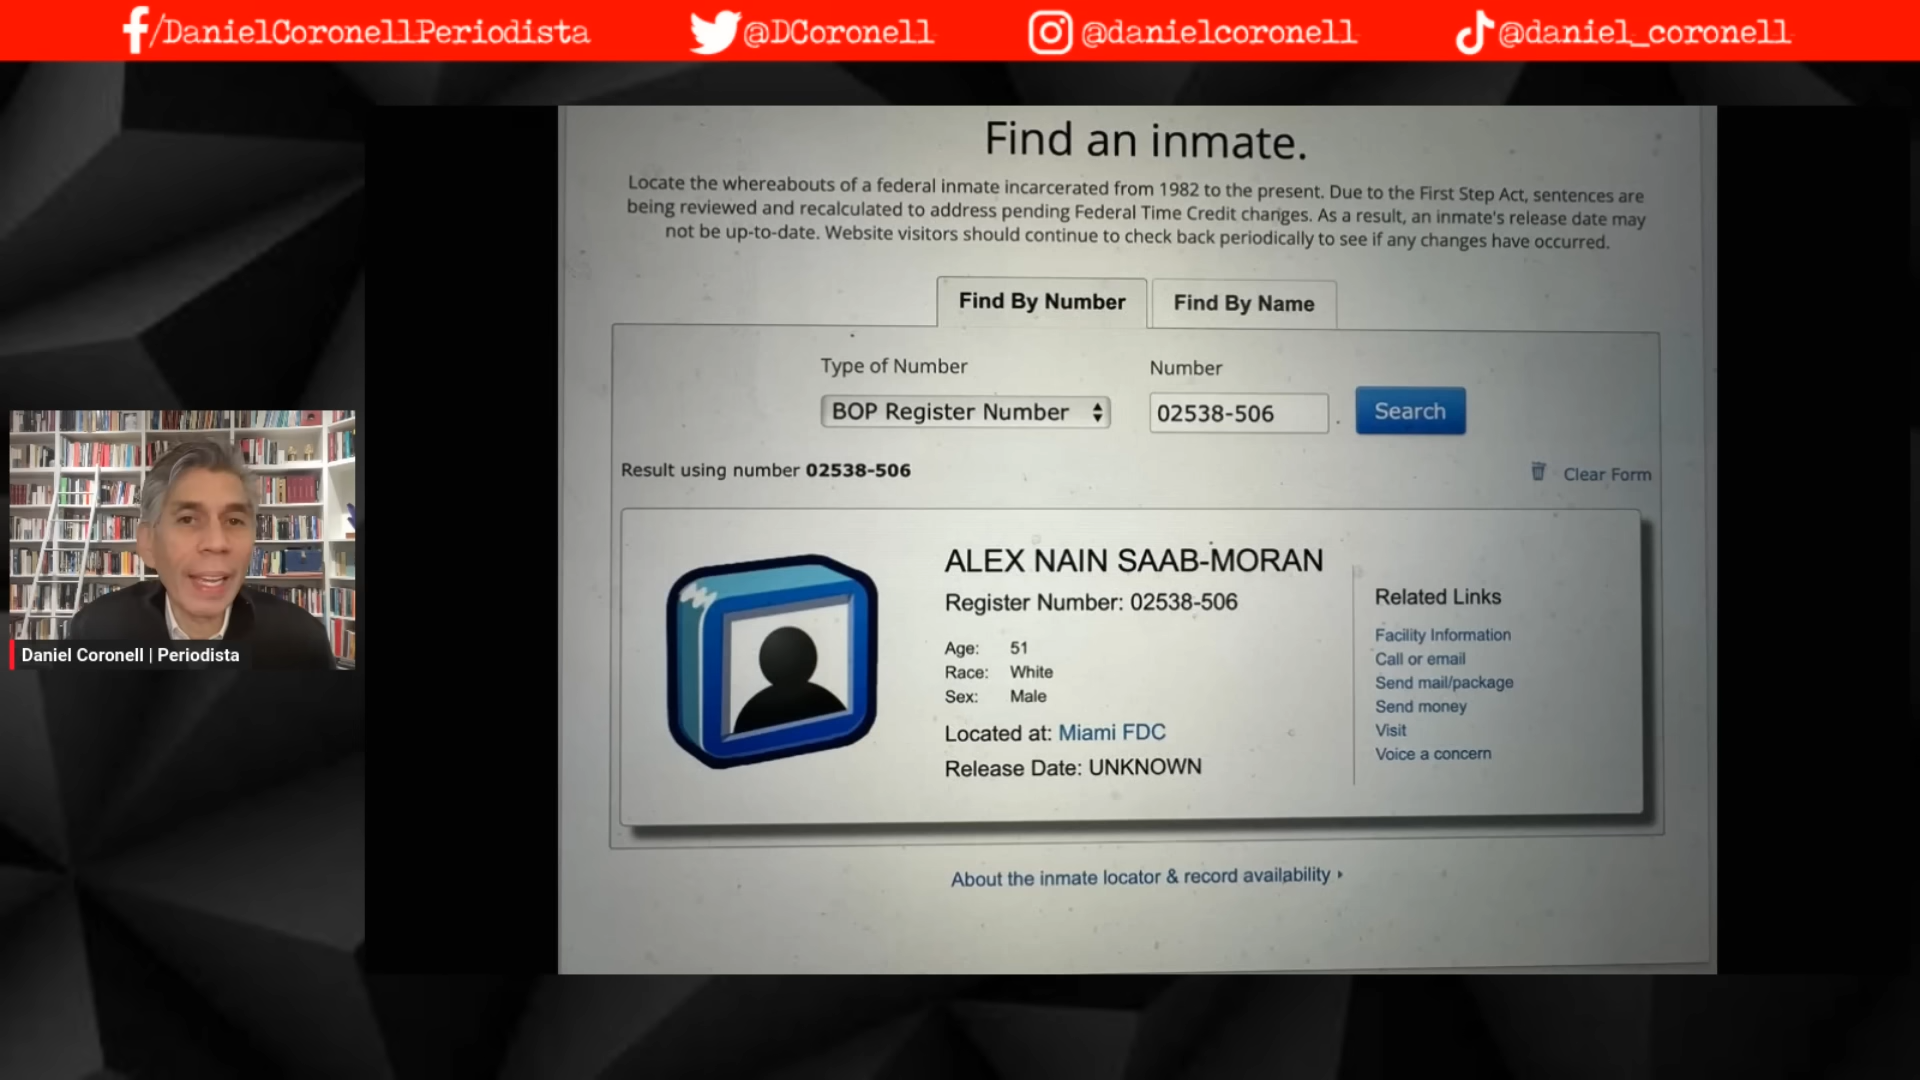 /DanielCoronellPeriodista
@DCoronell
@danielcoronell
@daniel_coronell
Find an inmate.
Locate the whereabouts of a federal inmate incarcerated from 1982 to the present. Due to the First Step Act, sentences are
being reviewed and recalculated to address pending Federal Time Credit changes. As a result, an inmate's release date may
not be up-to-date. Website visitors should continue to check back periodically to see if any changes have occurred.
Find By Number
Find By Name
Type of Number
Number
BOP Register Number
02538-506
Search
Result using number 02538-506
Clear Form
ALEX NAIN SAAB-MORAN
Register Number: 02538-506
Age: 51
Race: White
Sex: Male
Located at: Miami FDC
Release Date: UNKNOWN
Related Links
Facility Information
Call or email
Send mail/package
Send money
Visit
Voice a concern
About the inmate locator & record availability
Daniel Coronell | Periodista